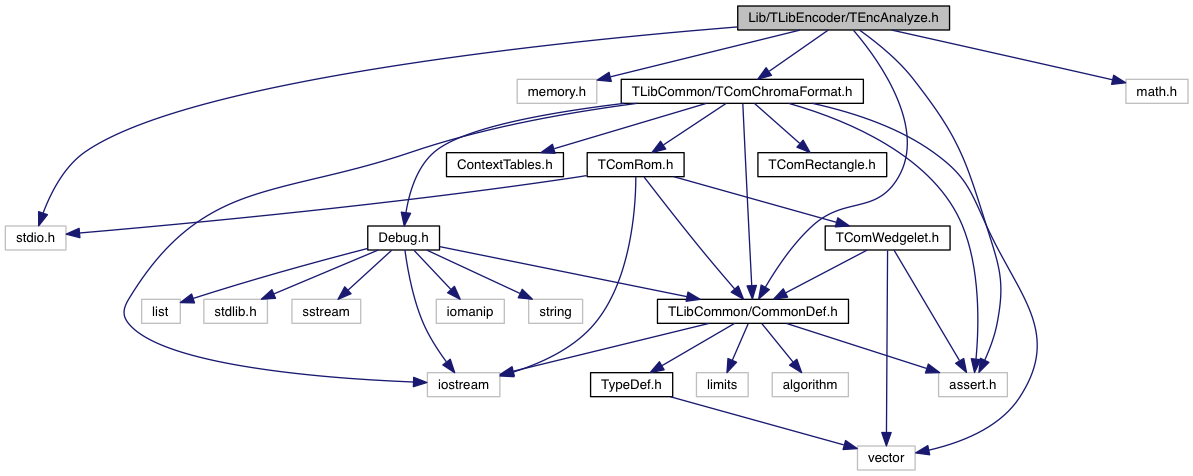 Lib/TLibEncoder/TEncAnalyze.h
memory.h
TLibCommon/TComChromaFormat.h
math.h
ContextTables.h
TComRom.h
TComRectangle.h
stdio.h
Debug.h
TComWedgelet.h
list
stdlib.h
sstream
iomanip
string
TLibCommon/CommonDef.h
iostream
TypeDef.h
limits
algorithm
assert.h
vector